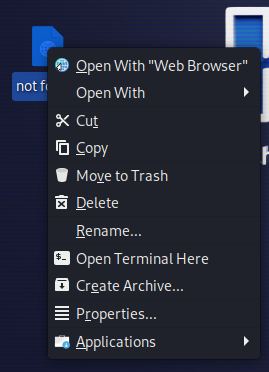 not fo
Open With "Web Browser"
Open With
Cut
Copy
Move to Trash
Delete
Rename...
Open Terminal Here
Create Archive...
Properties...
Applications